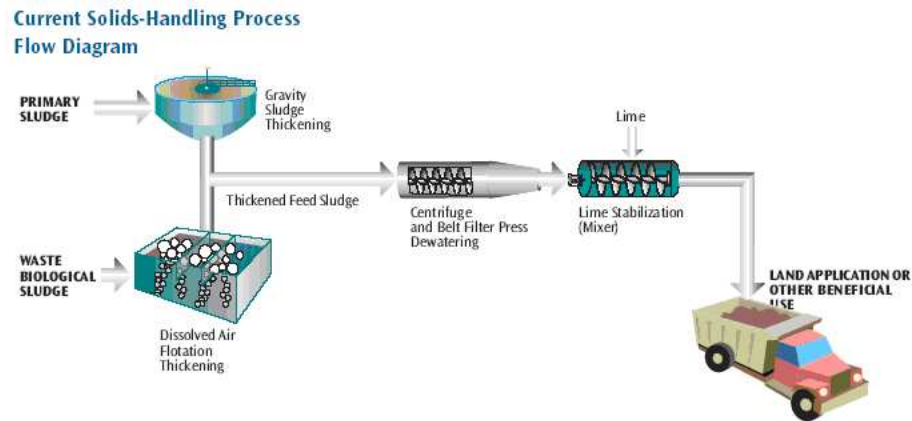 Current Solids-Handling Process
Flow Diagram
PRIMARY
SLUDGE
Gravity
Sludge
Thickening
Lime
Thickened Feed Sludge
Centrifuge
and Belt Filter Press
Dewatering
Lime Stabilization
(Mixer)
WASTE
BIOLOGICAL
SLUDGE
Dissolved Air
Flotation
Thickening
LAND APPLICATION OR
OTHER BENEFICIAL
USE